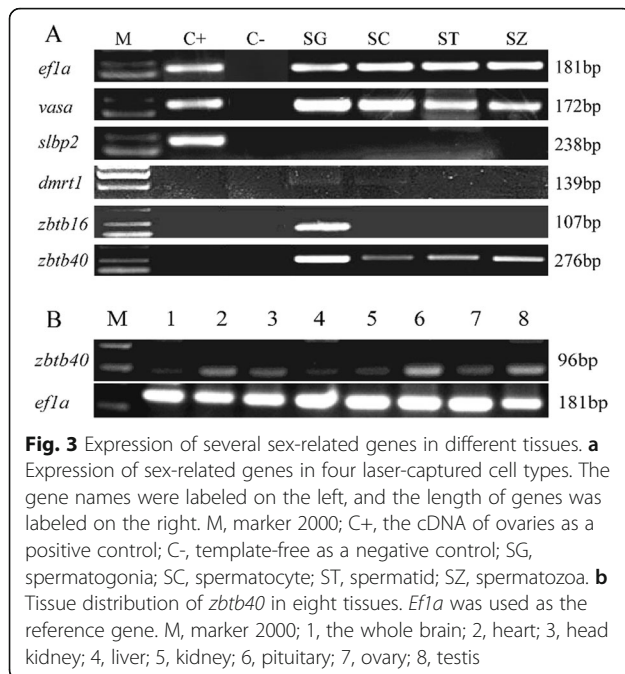 A M C+ C- SG SC ST SZ
ef1a 181bp
vasa 172bp
slbp2 238bp
dmrt1 139bp
zbtb16 107bp
zbtb40 276bp
B M 1 2 3 4 5 6 7 8
zbtb40 96bp
ef1a 181bp
Fig. 3 Expression of several sex-related genes in different tissues. a
Expression of sex-related genes in four laser-captured cell types. The
gene names were labeled on the left, and the length of genes was
labeled on the right. M, marker 2000; C+, the cDNA of ovaries as a
positive control; C-, template-free as a negative control; SG,
spermatogonia; SC, spermatocyte; ST, spermatid; SZ, spermatozoa. b
Tissue distribution of zbtb40 in eight tissues. Ef1a was used as the
reference gene. M, marker 2000; 1, the whole brain; 2, heart; 3, head
kidney; 4, liver; 5, kidney; 6, pituitary; 7, ovary; 8, testis